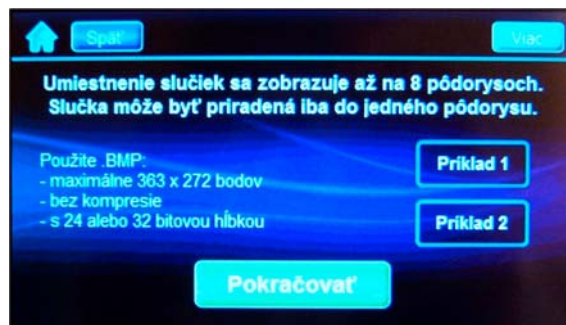 Späť
Viac
Umiestnenie slučiek sa zobrazuje až na 8 pôdorysoch.
Slučka môže byť priradená iba do jedného pôdorysu.
Použite .BMP:
- maximálne 363 x 272 bodov
- bez kompresie
- s 24 alebo 32 bitovou hĺbkou
Príklad 1
Príklad 2
Pokračovať